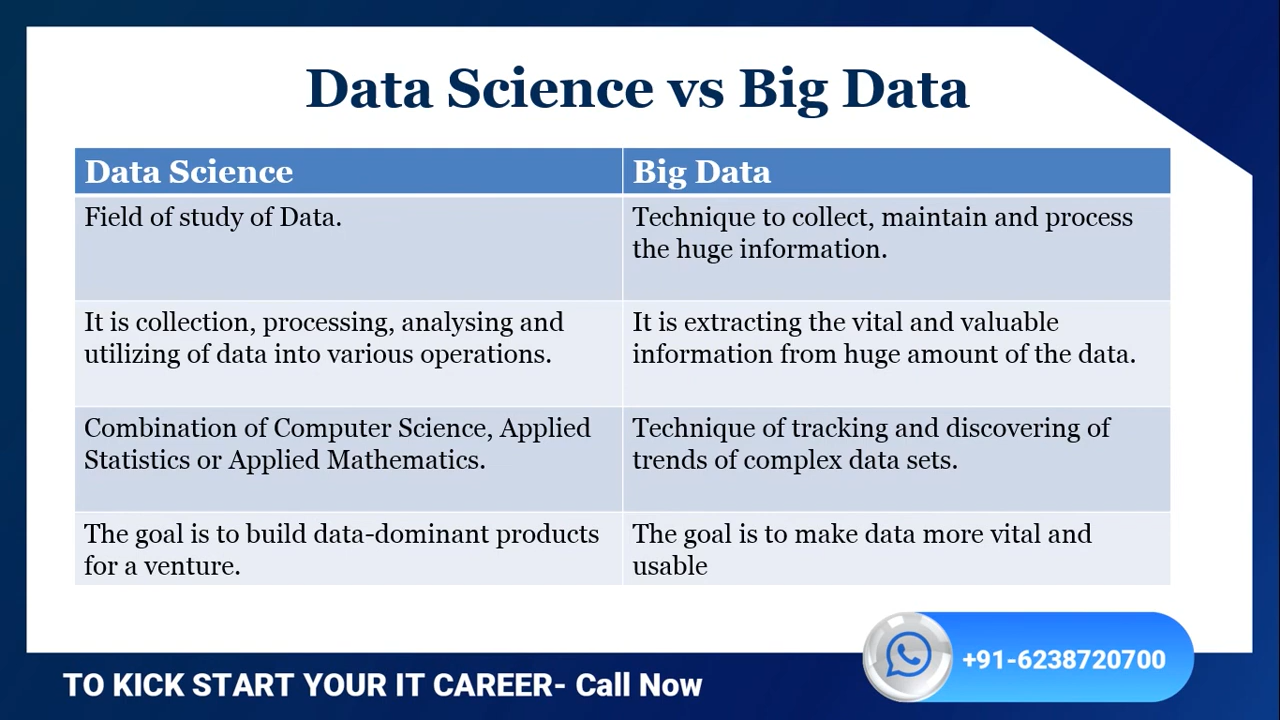 Data Science vs Big Data
Data Science
Big Data
Field of study of Data.
Technique to collect, maintain and process
the huge information.
It is collection, processing, analysing and
utilizing of data into various operations.
It is extracting the vital and valuable
information from huge amount of the data.
Combination of Computer Science, Applied
Statistics or Applied Mathematics.
Technique of tracking and discovering of
trends of complex data sets.
The goal is to build data-dominant products
for a venture.
The goal is to make data more vital and
usable
TO KICK START YOUR IT CAREER- Call Now
+91-6238720700